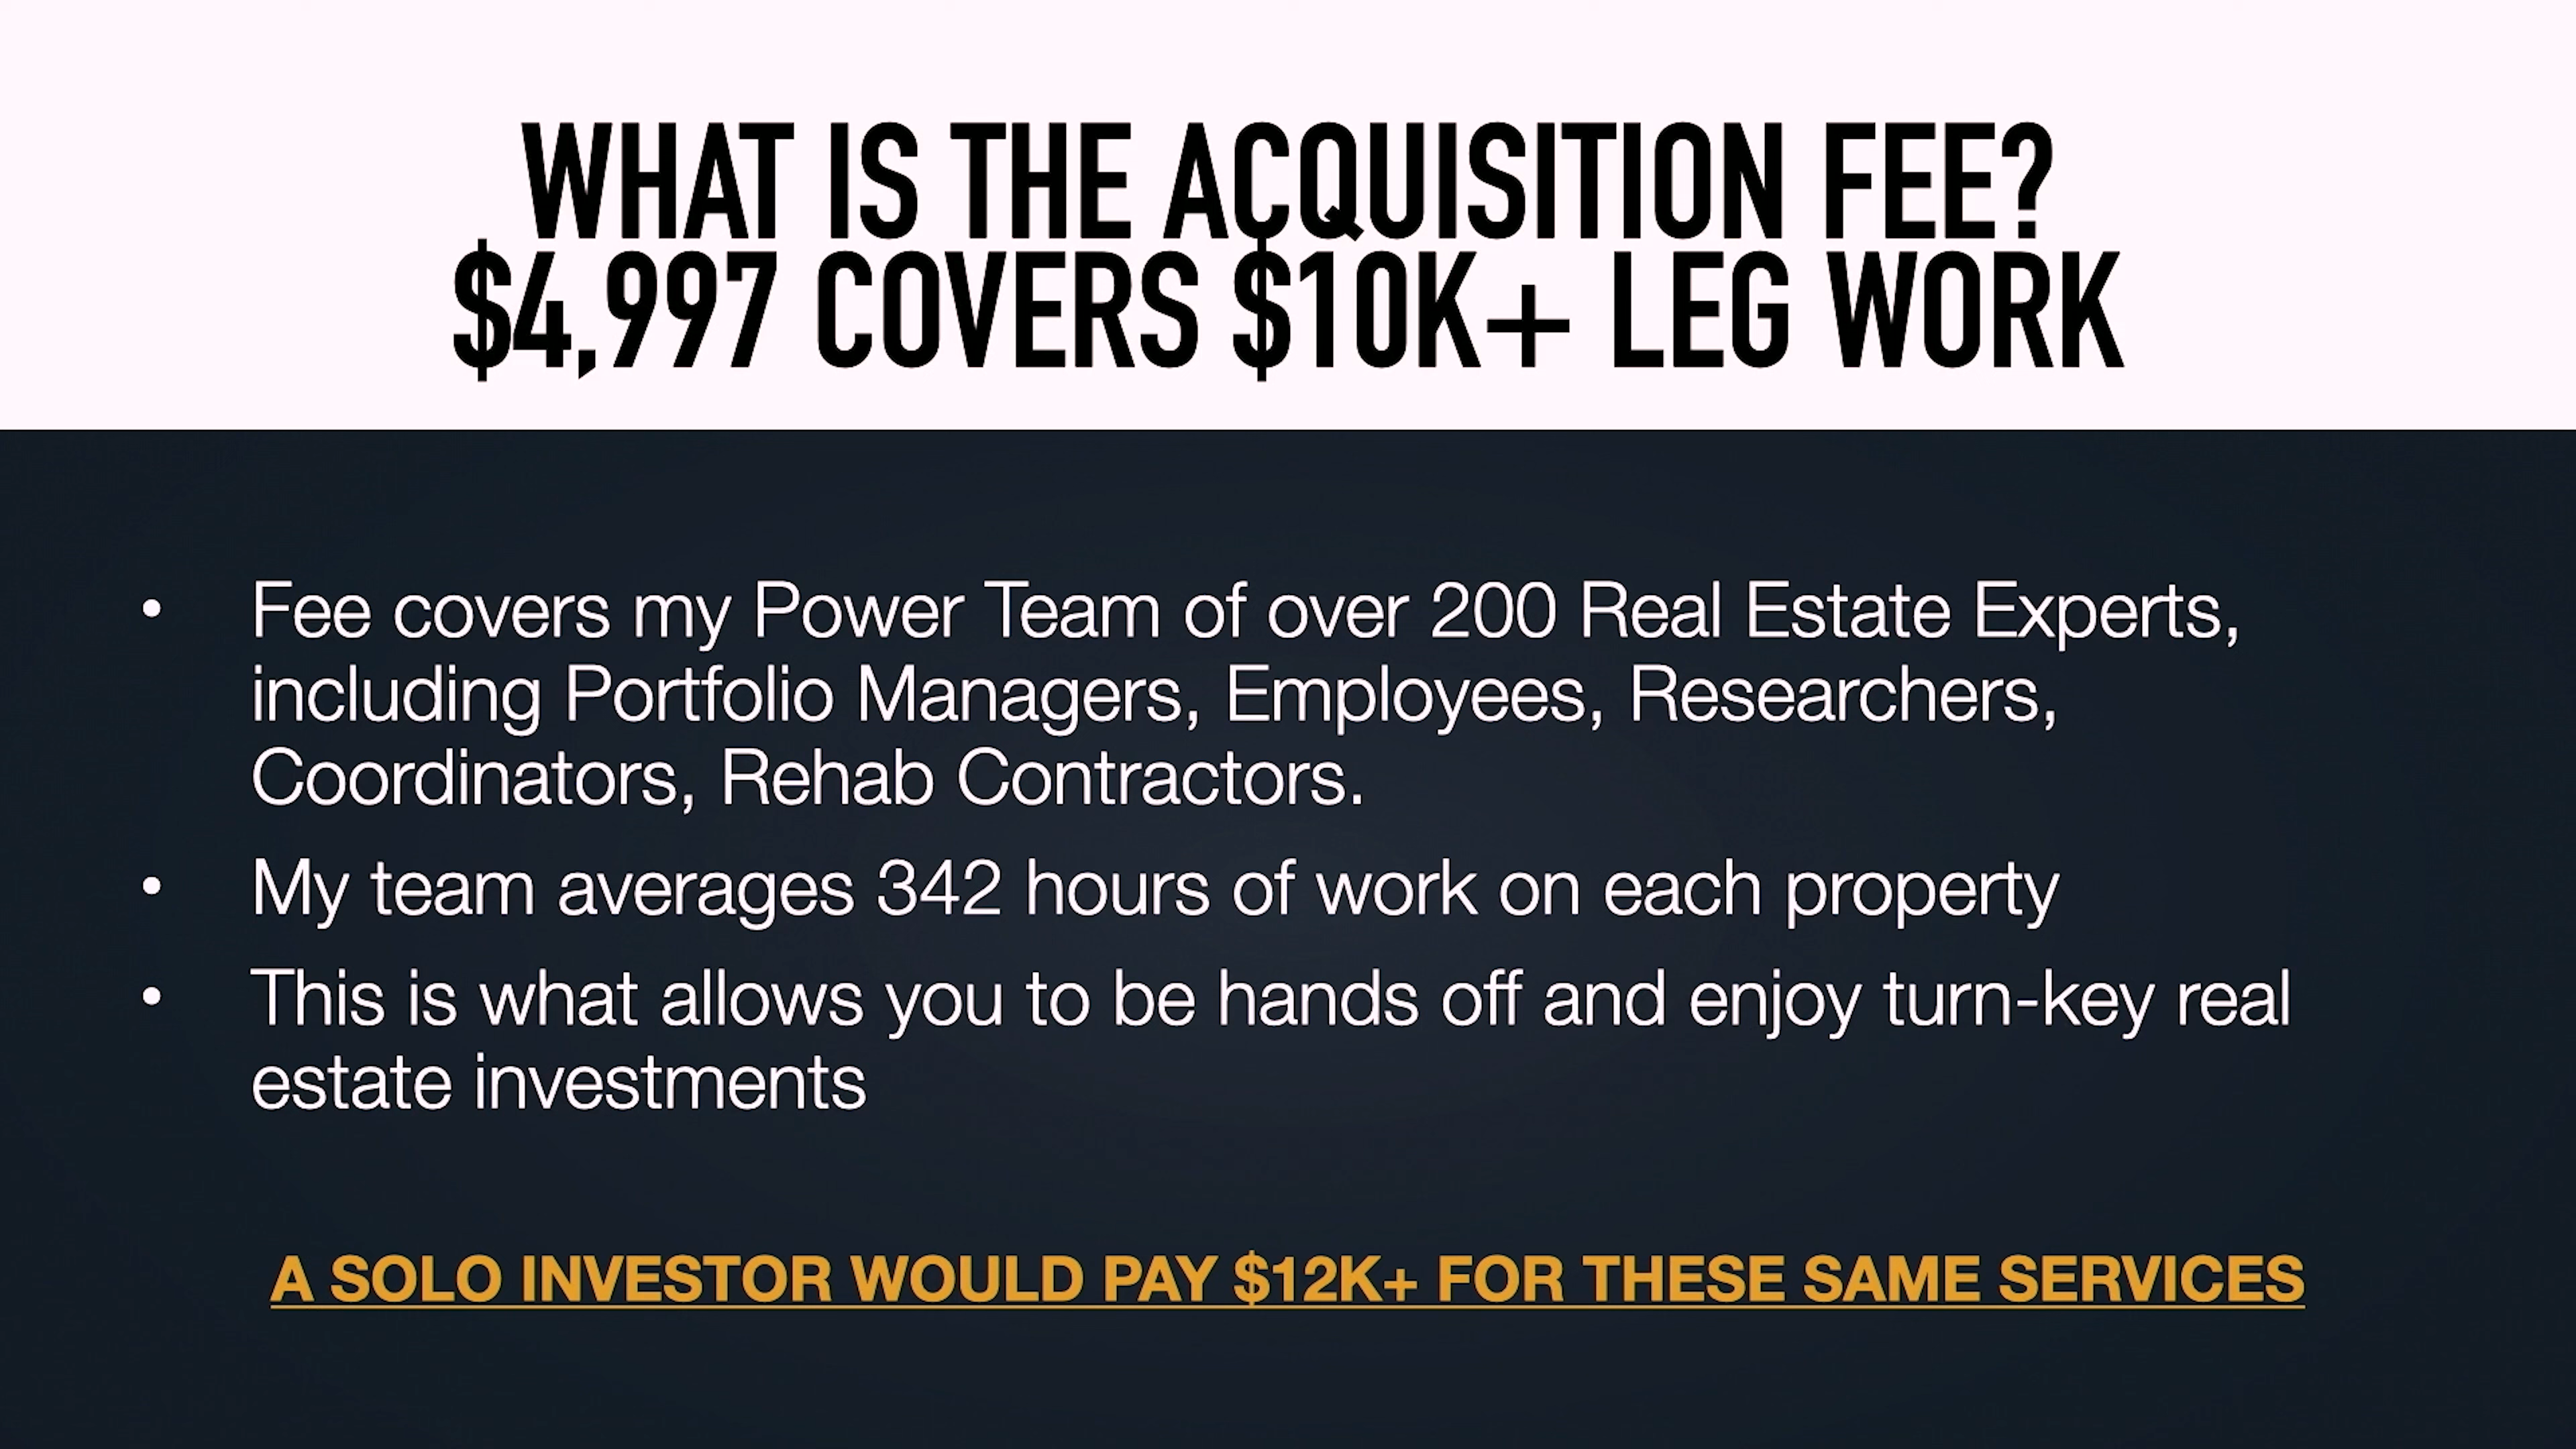 WHAT IS THE ACQUISITION FEE?
$4,997 COVERS $10K+ LEG WORK
• Fee covers my Power Team of over 200 Real Estate Experts,
including Portfolio Managers, Employees, Researchers,
Coordinators, Rehab Contractors.
• My team averages 342 hours of work on each property
• This is what allows you to be hands off and enjoy turn-key real
estate investments
A SOLO INVESTOR WOULD PAY $12K+ FOR THESE SAME SERVICES